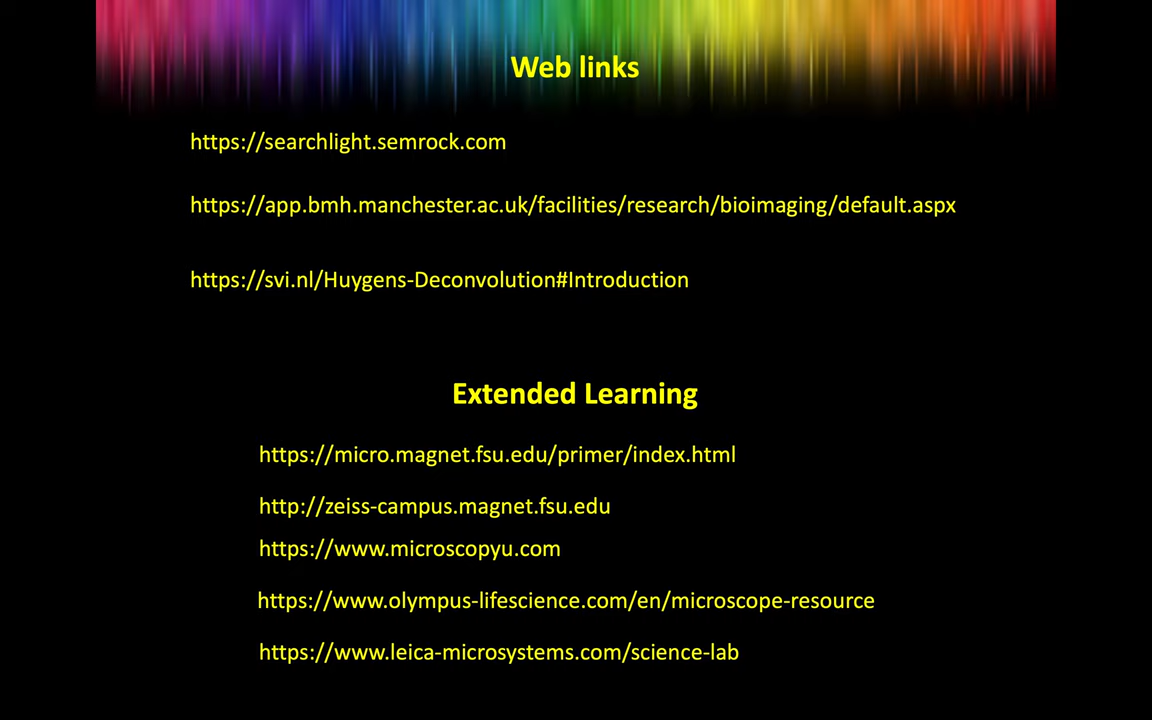 Web links
https://searchlight.semrock.com
https://app.bmh.manchester.ac.uk/facilities/research/bioimaging/default.aspx
https://svi.nl/Huygens-Deconvolution#Introduction
Extended Learning
https://micro.magnet.fsu.edu/primer/index.html
http://zeiss-campus.magnet.fsu.edu
https://www.microscopyu.com
https://www.olympus-lifescience.com/en/microscope-resource
https://www.leica-microsystems.com/science-lab